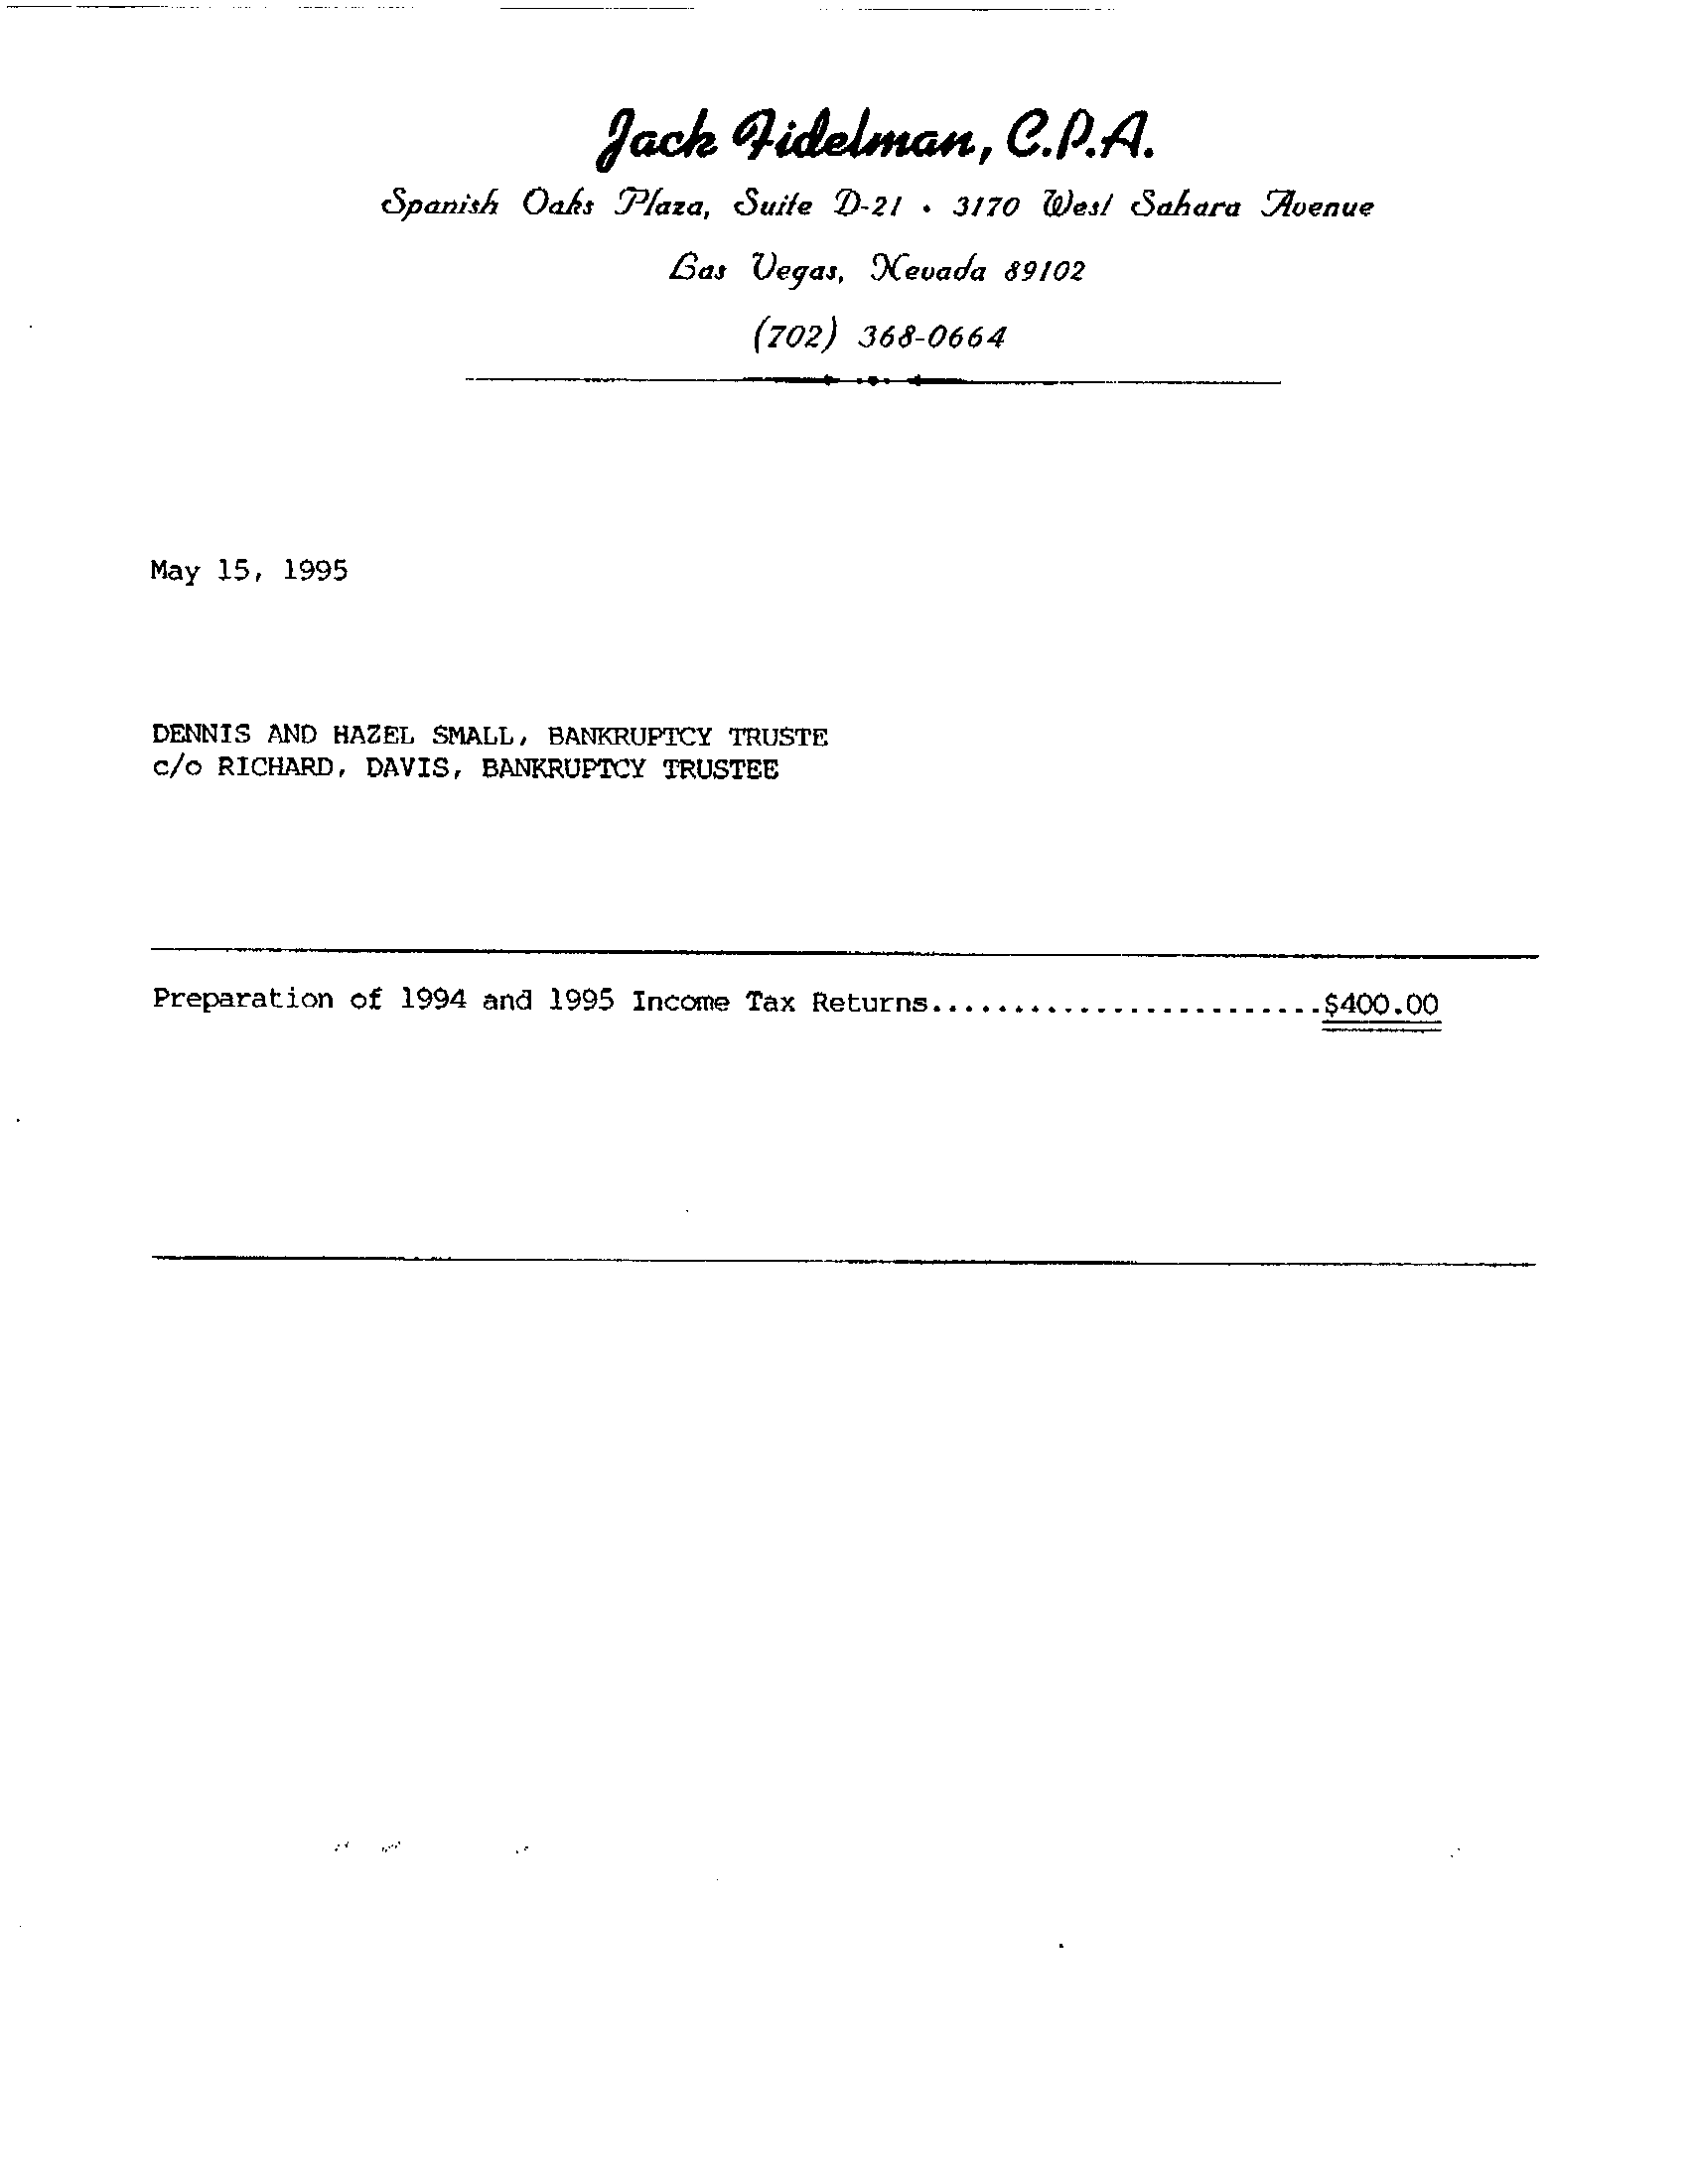 Jack Fidelman, C.P.A.
Spanish Oaks Plaza, Suite D-21 • 3170 West Sahara Avenue
Las Vegas, Nevada 89102
(702) 368-0664
May 15, 1995
DENNIS AND HAZEL SMALL, BANKRUPTCY TRUSTE
c/o RICHARD, DAVIS, BANKRUPTCY TRUSTEE
Preparation of 1994 and 1995 Income Tax Returns........................$400.00